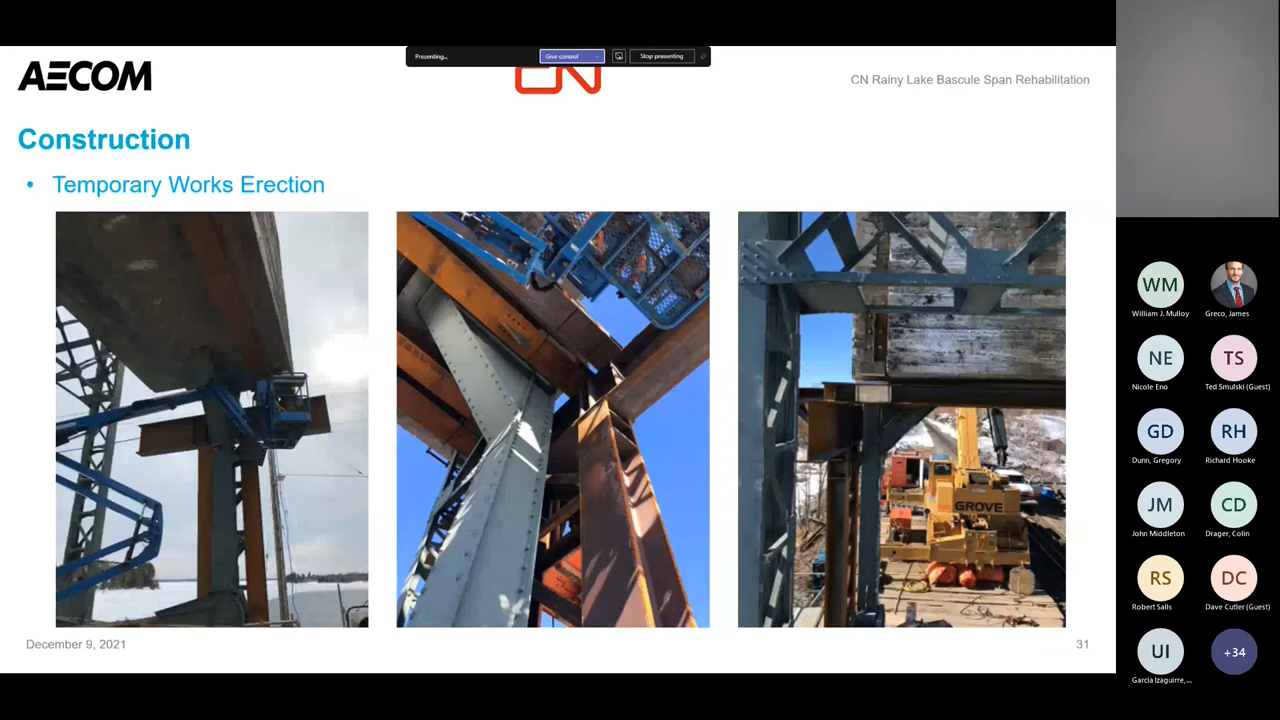 Presenting...
Give control
Stop presenting
AECOM
CN
CN Rainy Lake Bascule Span Rehabilitation
Construction
• Temporary Works Erection
GROVE
December 9, 2021
31
WM
William J. Mulloy
Greco, James
NE
Nicole Eno
TS
Ted Smulski (Guest)
GD
Dunn, Gregory
RH
Richard Hooke
JM
John Middleton
CD
Drager, Colin
RS
Robert Salls
DC
Dave Cutler (Guest)
UI
Garcia Izaguirre,...
+34